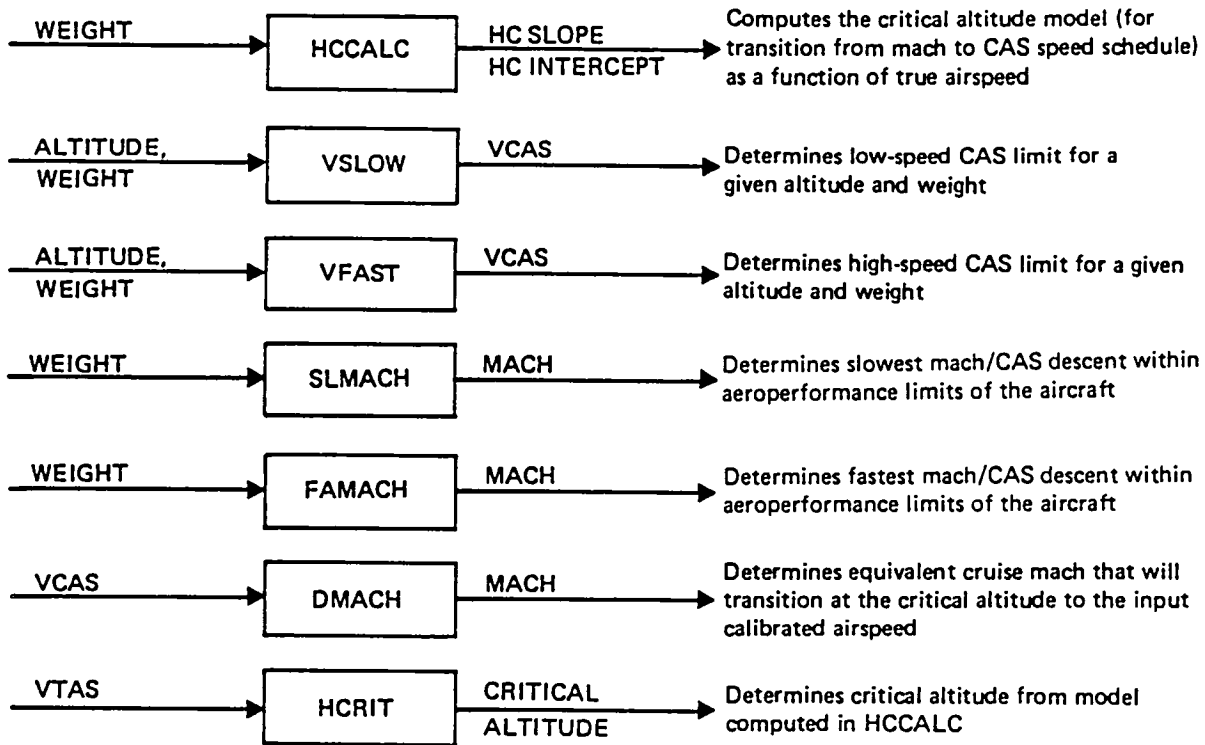 WEIGHT
HCCALC
HC SLOPE
HC INTERCEPT
Computes the critical altitude model (for
transition from mach to CAS speed schedule)
as a function of true airspeed
ALTITUDE,
WEIGHT
VSLOW
VCAS
Determines low-speed CAS limit for a
given altitude and weight
ALTITUDE,
WEIGHT
VFAST
VCAS
Determines high-speed CAS limit for a given
altitude and weight
WEIGHT
SLMACH
MACH
Determines slowest mach/CAS descent within
aeroperformance limits of the aircraft
WEIGHT
FAMACH
MACH
Determines fastest mach/CAS descent within
aeroperformance limits of the aircraft
VCAS
DMACH
MACH
Determines equivalent cruise mach that will
transition at the critical altitude to the input
calibrated airspeed
VTAS
HCRIT
CRITICAL
ALTITUDE
Determines critical altitude from model
computed in HCCALC